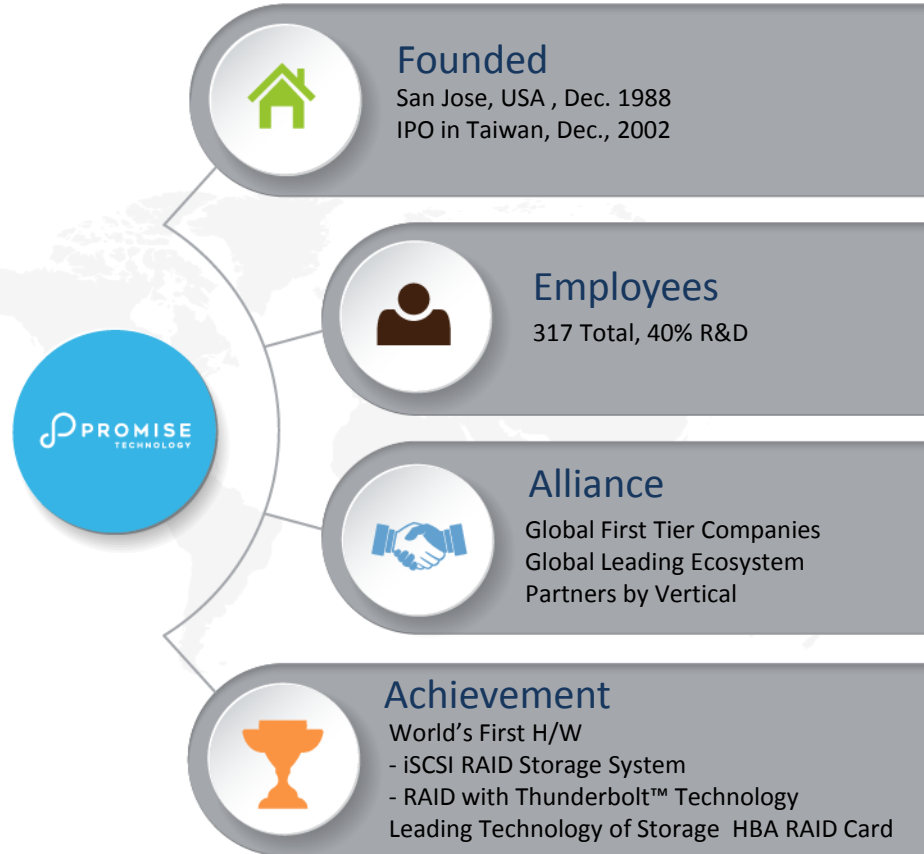 Founded
San Jose, USA , Dec. 1988
IPO in Taiwan, Dec., 2002
Employees
317 Total, 40% R&D
PROMISE
TECHNOLOGY
Alliance
Global First Tier Companies
Global Leading Ecosystem
Partners by Vertical
Achievement
World's First H/W
- iSCSI RAID Storage System
- RAID with Thunderbolt™ Technology
Leading Technology of Storage  HBA RAID Card